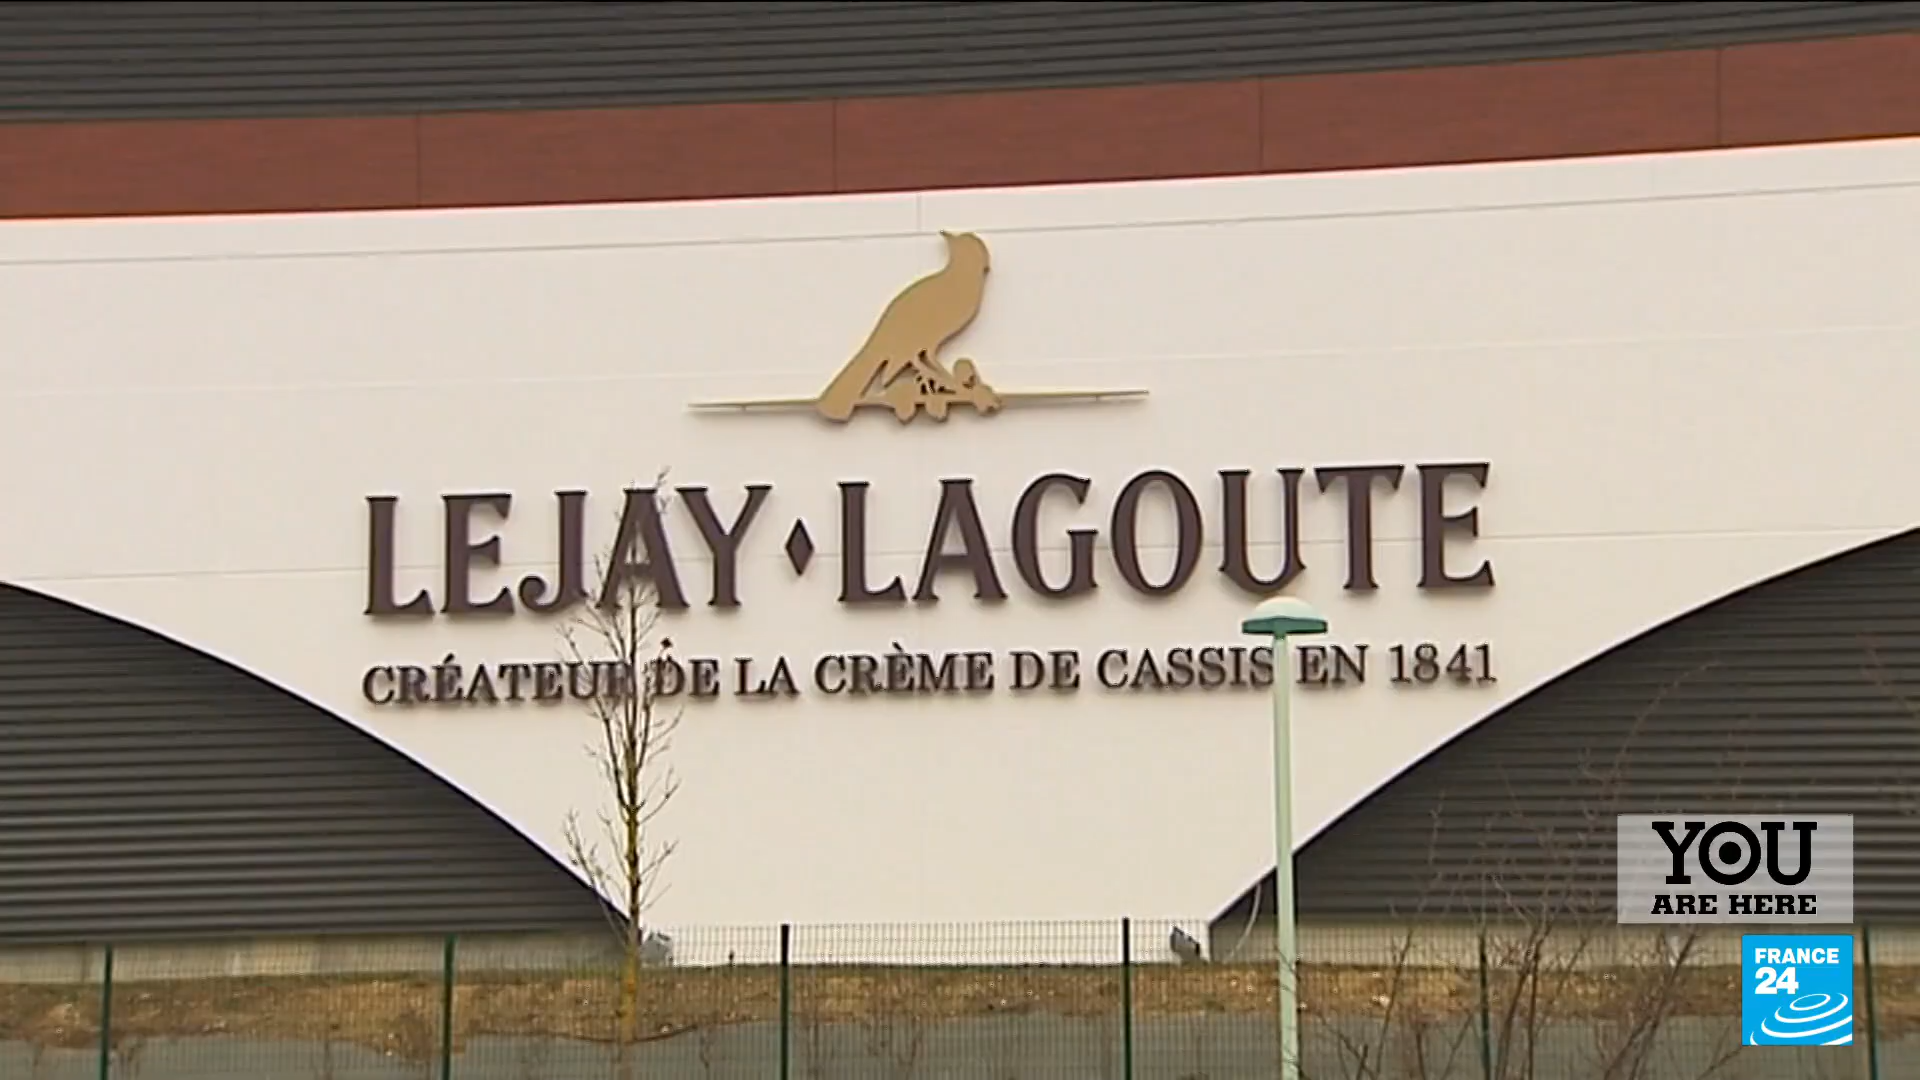 LEJAY♦LAGOUTE
CRÉATEUR DE LA CRÈME DE CASSIS EN 1841
YOU
ARE HERE
FRANCE
24